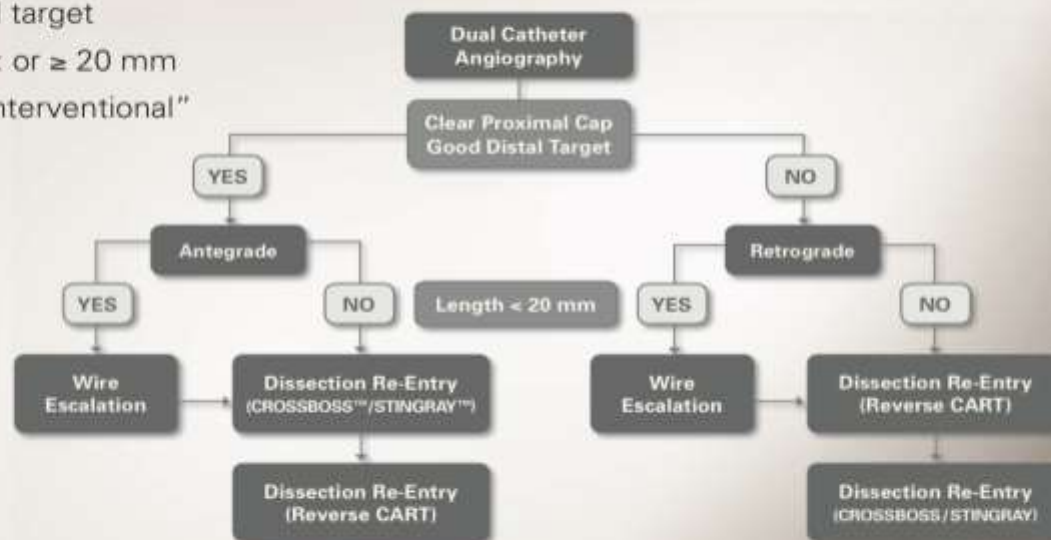 target
or ≥ 20 mm
nterventional"
Dual Catheter
Angiography
Clear Proximal Cap
Good Distal Target
YES
NO
Antegrade
Retrograde
YES
NO
Length < 20 mm
YES
NO
Wire
Escalation
Dissection Re-Entry
(CROSSBOSS™/STINGRAY™)
Wire
Escalation
Dissection Re-Entry
(Reverse CART)
Dissection Re-Entry
(Reverse CART)
Dissection Re-Entry
(CROSSBOSS/STINGRAY)